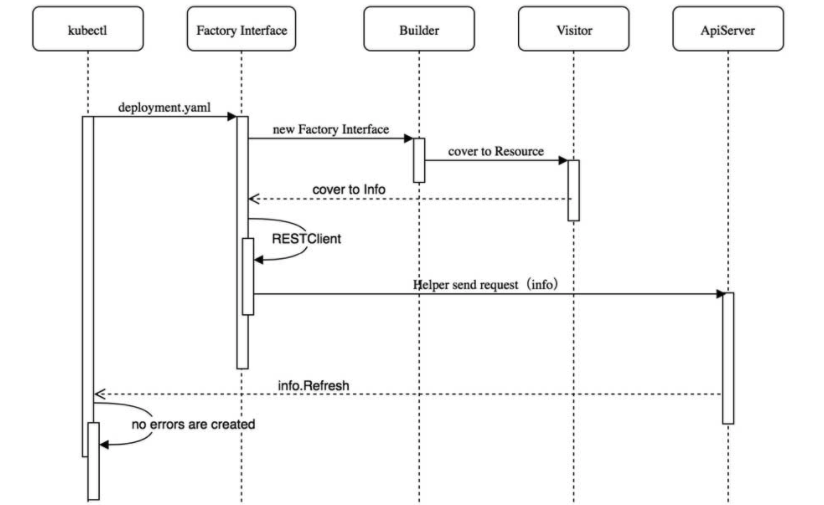 kubectl
Factory Interface
Builder
Visitor
ApiServer
deployment.yaml
new Factory Interface
cover to Resource
cover to Info
RESTClient
Helper send request（info）
info.Refresh
no errors are created